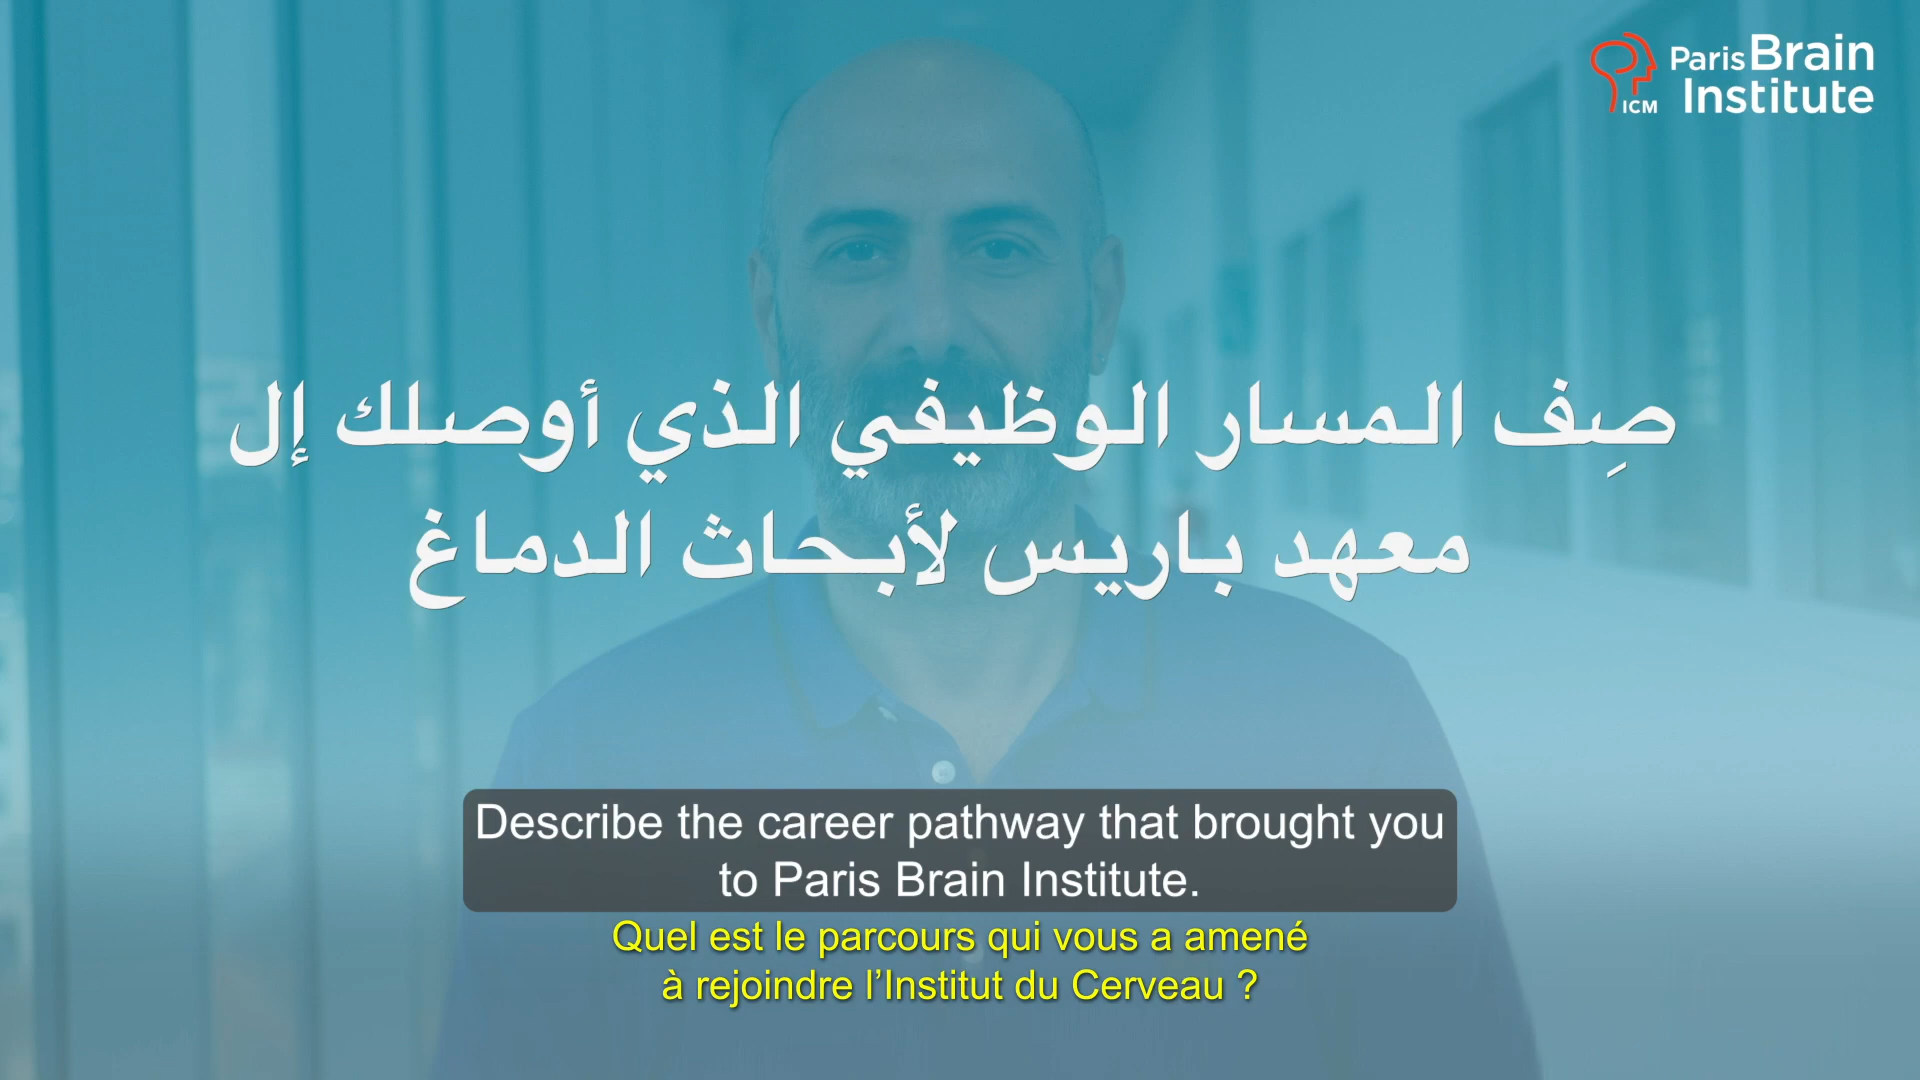 Paris Brain
Institute
ICM
صِف المسار الوظيفي الذي أوصلك إل
معهد باريس لأبحاث الدماغ
Describe the career pathway that brought you
to Paris Brain Institute.
Quel est le parcours qui vous a amené
à rejoindre l’Institut du Cerveau ?